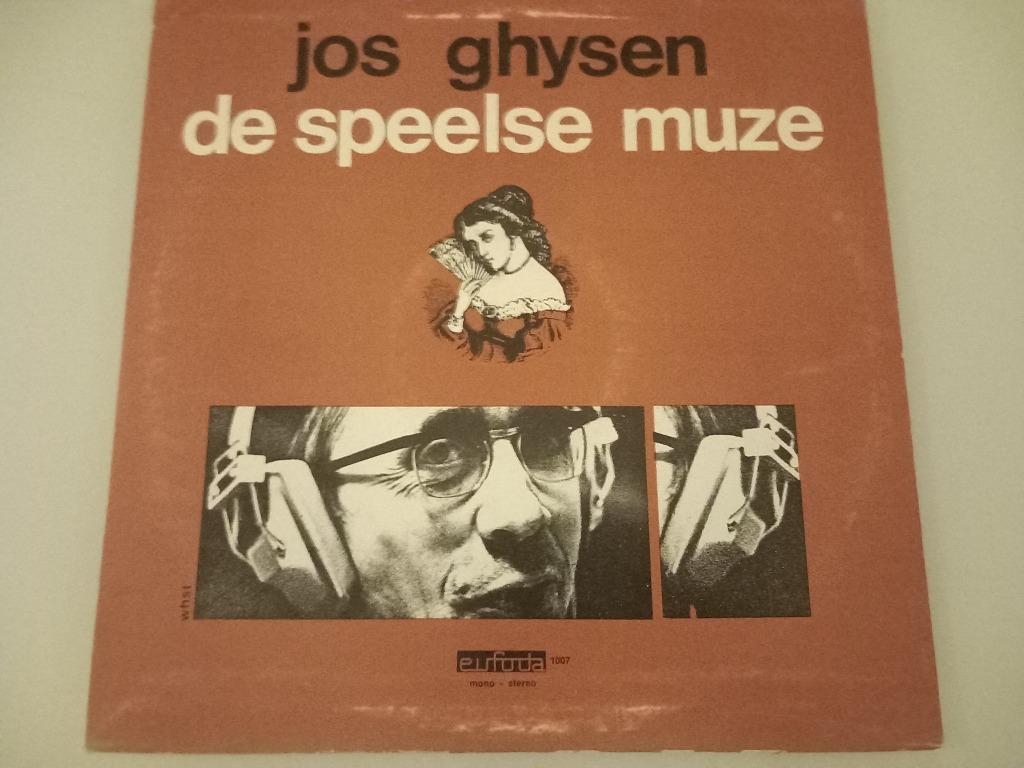 jos ghysen
de speelse muze
whst
eufoda 1007
mono - stereo